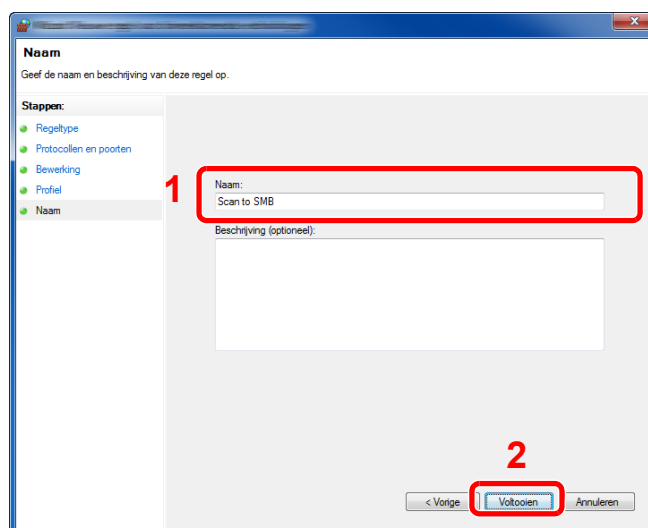 Naam
Geef de naam en beschrijving van deze regel op.
Stappen:
Regeltype
Protocollen en poorten
Bewerking
Profiel
Naam
1
Naam:
Scan to SMB
Beschrijving (optioneel):
2
< Vorige
Voltooien
Annuleren